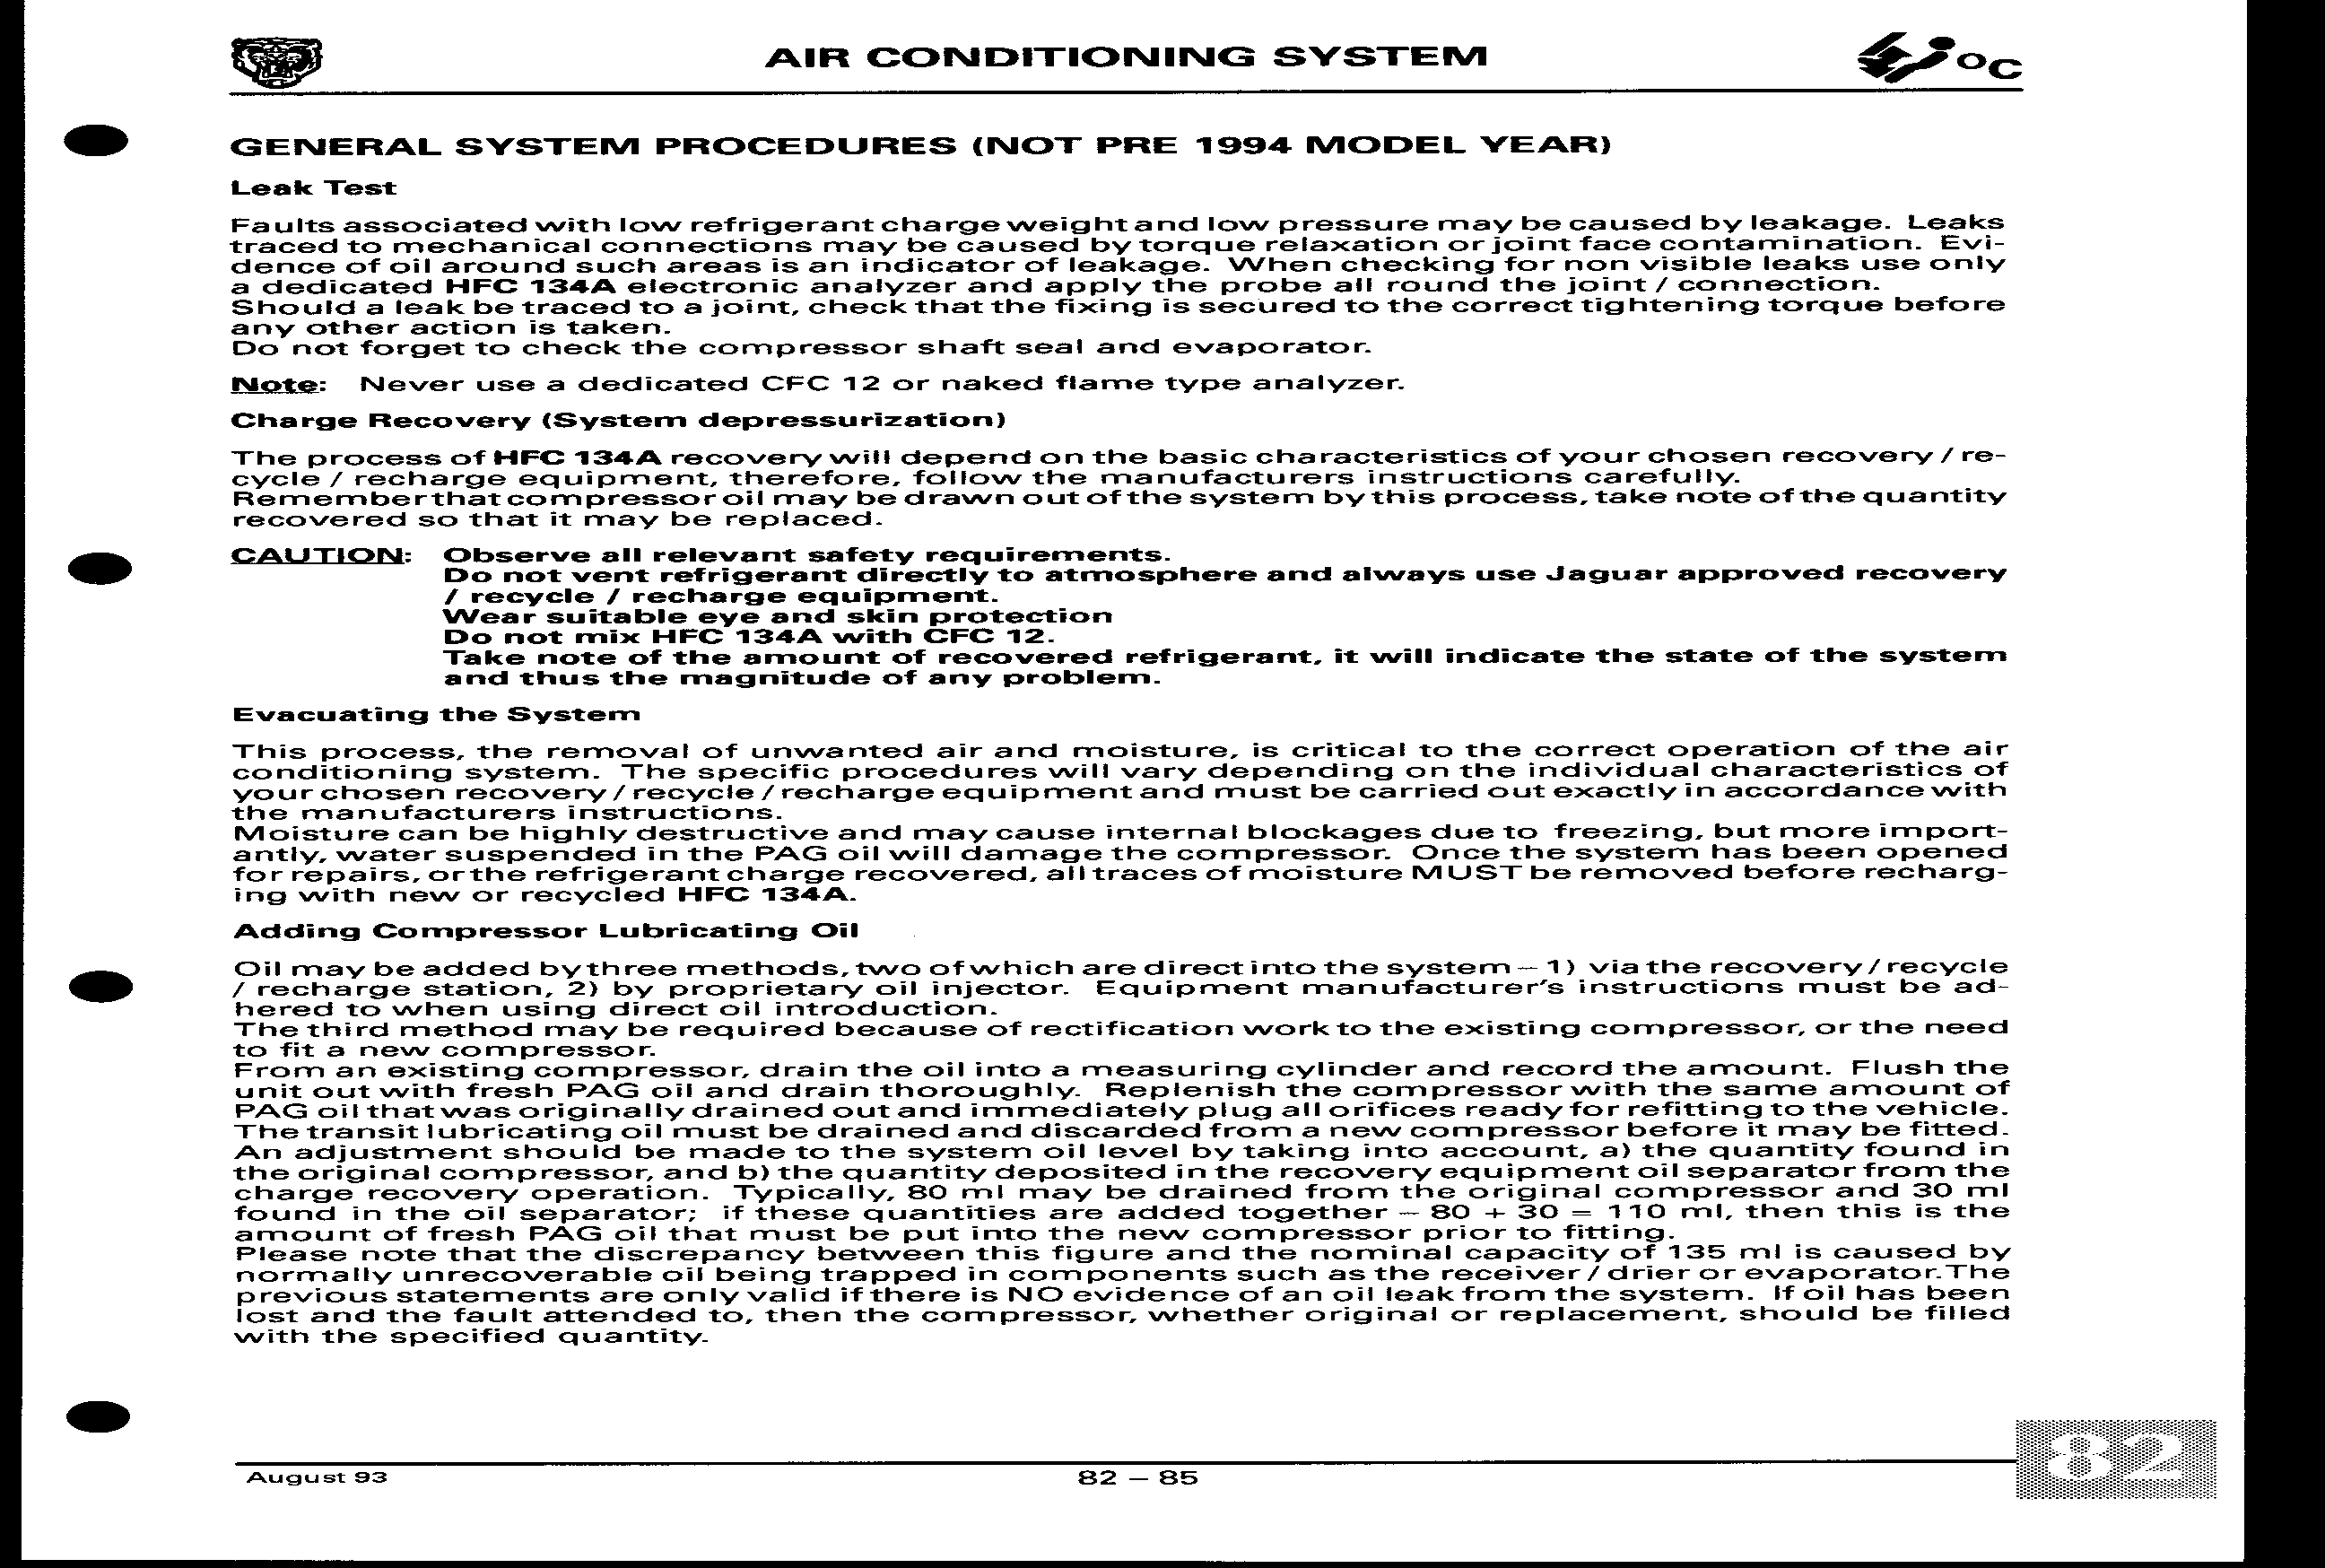 AIR CONDITIONING SYSTEM
oC
GENERAL SYSTEM PROCEDURES (NOT PRE 1994 MODEL YEAR)
Leak Test
Faults associated with low refrigerant charge weight and low pressure may be caused by leakage. Leaks
traced to mechanical connections may be caused by torque relaxation or joint face contamination. Evi-
dence of oil around such areas is an indicator of leakage. When checking for non visible leaks use only
a dedicated HFC 134A electronic analyzer and apply the probe all round the joint / connection.
Should a leak be traced to a joint, check that the fixing is secured to the correct tightening torque before
any other action is taken.
Do not forget to check the compressor shaft seal and evaporator.
Note: Never use a dedicated CFC 12 or naked flame type analyzer.
Charge Recovery (System depressurization)
The process of HFC 134A recovery will depend on the basic characteristics of your chosen recovery / re-
cycle / recharge equipment, therefore, follow the manufacturers instructions carefully.
Remember that compressor oil may be drawn out of the system by this process, take note of the quantity
recovered so that it may be replaced.
CAUTION: Observe all relevant safety requirements.
Do not vent refrigerant directly to atmosphere and always use Jaguar approved recovery
/ recycle / recharge equipment.
Wear suitable eye and skin protection
Do not mix HFC 134A with CFC 12.
Take note of the amount of recovered refrigerant, it will indicate the state of the system
and thus the magnitude of any problem.
Evacuating the System
This process, the removal of unwanted air and moisture, is critical to the correct operation of the air
conditioning system. The specific procedures will vary depending on the individual characteristics of
your chosen recovery / recycle / recharge equipment and must be carried out exactly in accordance with
the manufacturers instructions.
Moisture can be highly destructive and may cause internal blockages due to freezing, but more import-
antly, water suspended in the PAG oil will damage the compressor. Once the system has been opened
for repairs, or the refrigerant charge recovered, all traces of moisture MUST be removed before recharg-
ing with new or recycled HFC 134A.
Adding Compressor Lubricating Oil
Oil may be added by three methods, two of which are direct into the system – 1) via the recovery / recycle
/ recharge station, 2) by proprietary oil injector. Equipment manufacturer's instructions must be ad-
hered to when using direct oil introduction.
The third method may be required because of rectification work to the existing compressor, or the need
to fit a new compressor.
From an existing compressor, drain the oil into a measuring cylinder and record the amount. Flush the
unit out with fresh PAG oil and drain thoroughly. Replenish the compressor with the same amount of
PAG oil that was originally drained out and immediately plug all orifices ready for refitting to the vehicle.
The transit lubricating oil must be drained and discarded from a new compressor before it may be fitted.
An adjustment should be made to the system oil level by taking into account, a) the quantity found in
the original compressor, and b) the quantity deposited in the recovery equipment oil separator from the
charge recovery operation. Typically, 80 ml may be drained from the original compressor and 30 ml
found in the oil separator; if these quantities are added together – 80 + 30 = 110 ml, then this is the
amount of fresh PAG oil that must be put into the new compressor prior to fitting.
Please note that the discrepancy between this figure and the nominal capacity of 135 ml is caused by
normally unrecoverable oil being trapped in components such as the receiver / drier or evaporator.The
previous statements are only valid if there is NO evidence of an oil leak from the system. If oil has been
lost and the fault attended to, then the compressor, whether original or replacement, should be filled
with the specified quantity.
August 93
82 – 85
82